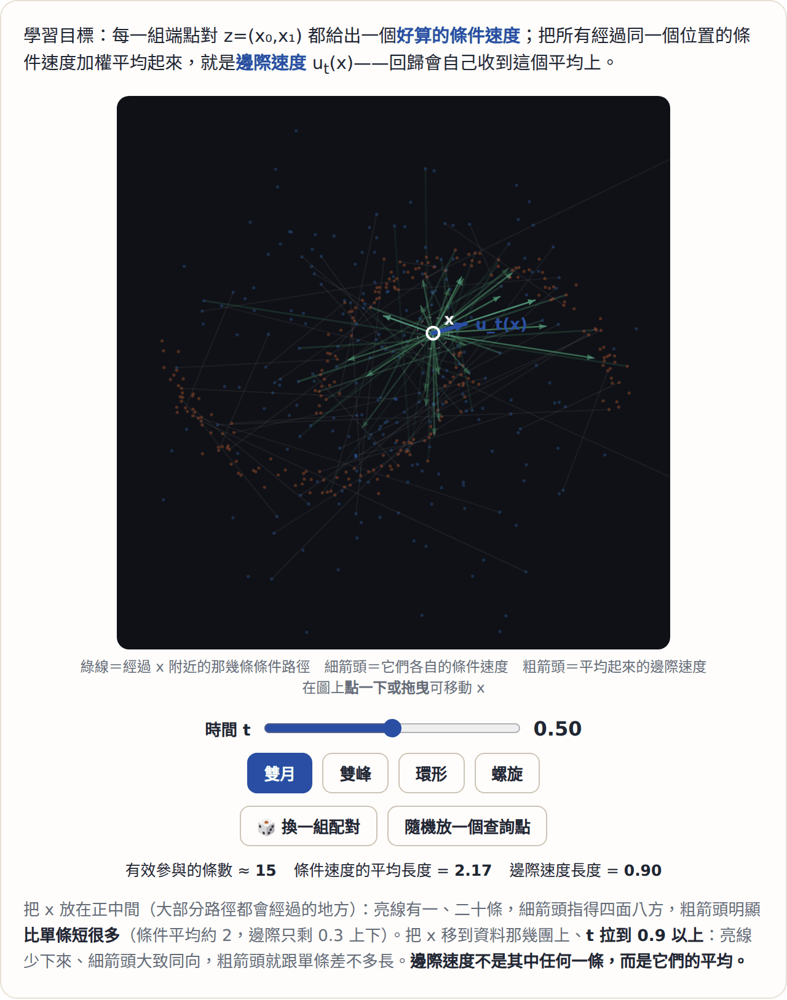 學習目標：每一組端點對 z=(x₀,x₁) 都給出一個好算的條件速度；把所有經過同一個位置的條
件速度加權平均起來，就是邊際速度 uₜ(x)——回歸會自己收到這個平均上。
x
u_t(x)
綠線＝經過 x 附近的那幾條條件路徑　細箭頭＝它們各自的條件速度　粗箭頭＝平均起來的邊際速度
在圖上點一下或拖曳可移動 x
時間 t 0.50
雙月 雙峰 環形 螺旋
🎲 換一組配對 隨機放一個查詢點
有效參與的條數 ≈ 15 條件速度的平均長度 = 2.17 邊際速度長度 = 0.90
把 x 放在正中間（大部分路徑都會經過的地方）：亮線有一、二十條，細箭頭指得四面八方，粗箭頭明顯
比單條短很多（條件平均約 2，邊際只剩 0.3 上下）。把 x 移到資料那幾團上、t 拉到 0.9 以上：亮線
少下來、細箭頭大致同向，粗箭頭就跟單條差不多長。邊際速度不是其中任何一條，而是它們的平均。